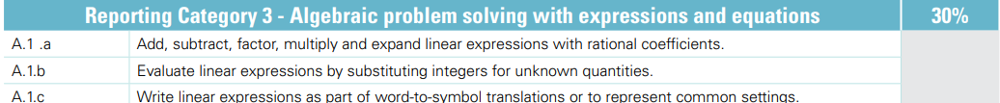 Reporting Category 3 - Algebraic problem solving with expressions and equations 30%
A.1 .a Add, subtract, factor, multiply and expand linear expressions with rational coefficients.
A.1.b Evaluate linear expressions by substituting integers for unknown quantities.
A.1.c Write linear expressions as part of word-to-symbol translations or to represent common settings.